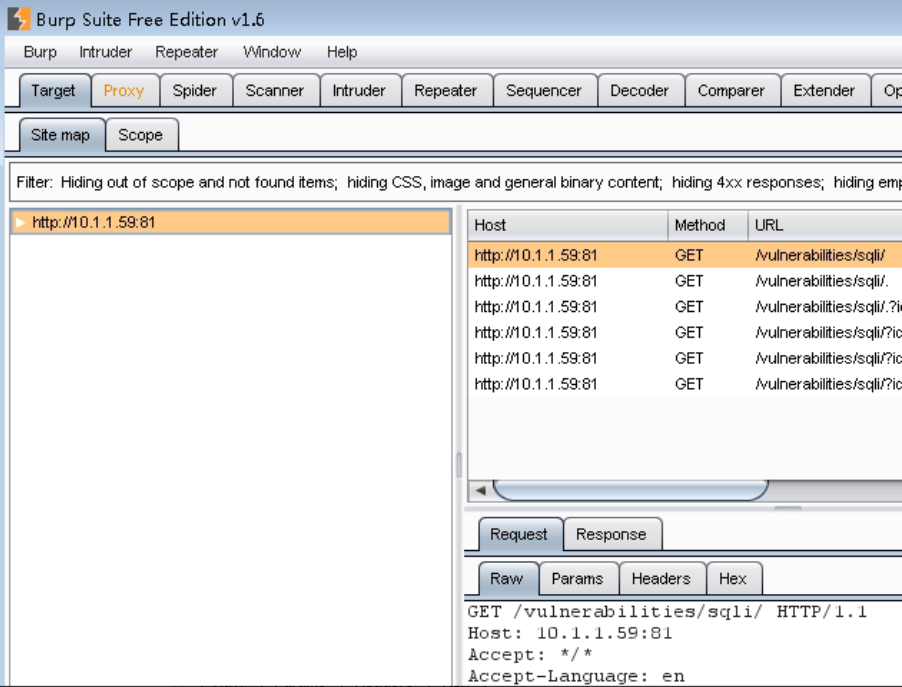 Burp Suite Free Edition v1.6
Burp Intruder Repeater Window Help
Target Proxy Spider Scanner Intruder Repeater Sequencer Decoder Comparer Extender Op
Site map Scope
Filter: Hiding out of scope and not found items; hiding CSS, image and general binary content; hiding 4xx responses; hiding emp
http://10.1.1.59:81
Host Method URL
http://10.1.1.59:81 GET /vulnerabilities/sqli/
http://10.1.1.59:81 GET /vulnerabilities/sqli/.
http://10.1.1.59:81 GET /vulnerabilities/sqli/.?ic
http://10.1.1.59:81 GET /vulnerabilities/sqli/?ic
http://10.1.1.59:81 GET /vulnerabilities/sqli/?ic
http://10.1.1.59:81 GET /vulnerabilities/sqli/?ic
Request Response
Raw Params Headers Hex
GET /vulnerabilities/sqli/ HTTP/1.1
Host: 10.1.1.59:81
Accept: */*
Accept-Language: en